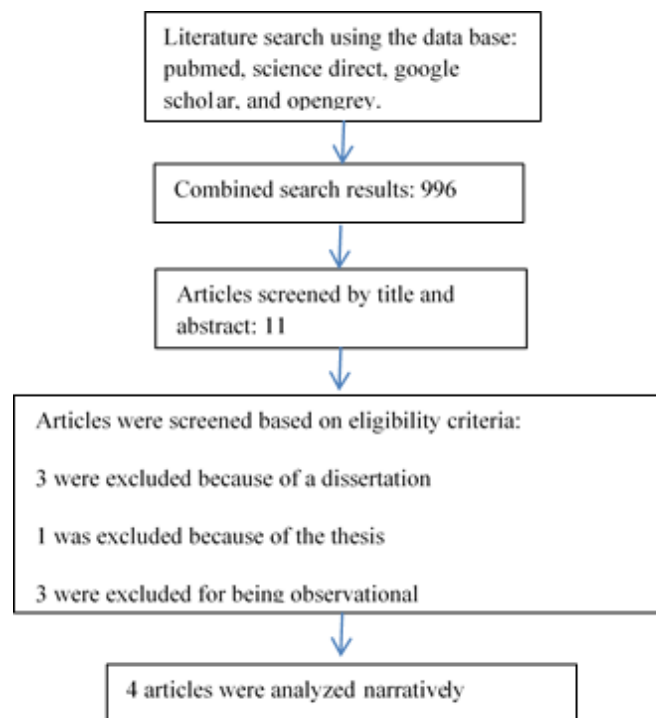 Literature search using the data base:
pubmed, science direct, google
scholar, and opengrey.
Combined search results: 996
Articles screened by title and
abstract: 11
Articles were screened based on eligibility criteria:
3 were excluded because of a dissertation
1 was excluded because of the thesis
3 were excluded for being observational
4 articles were analyzed narratively